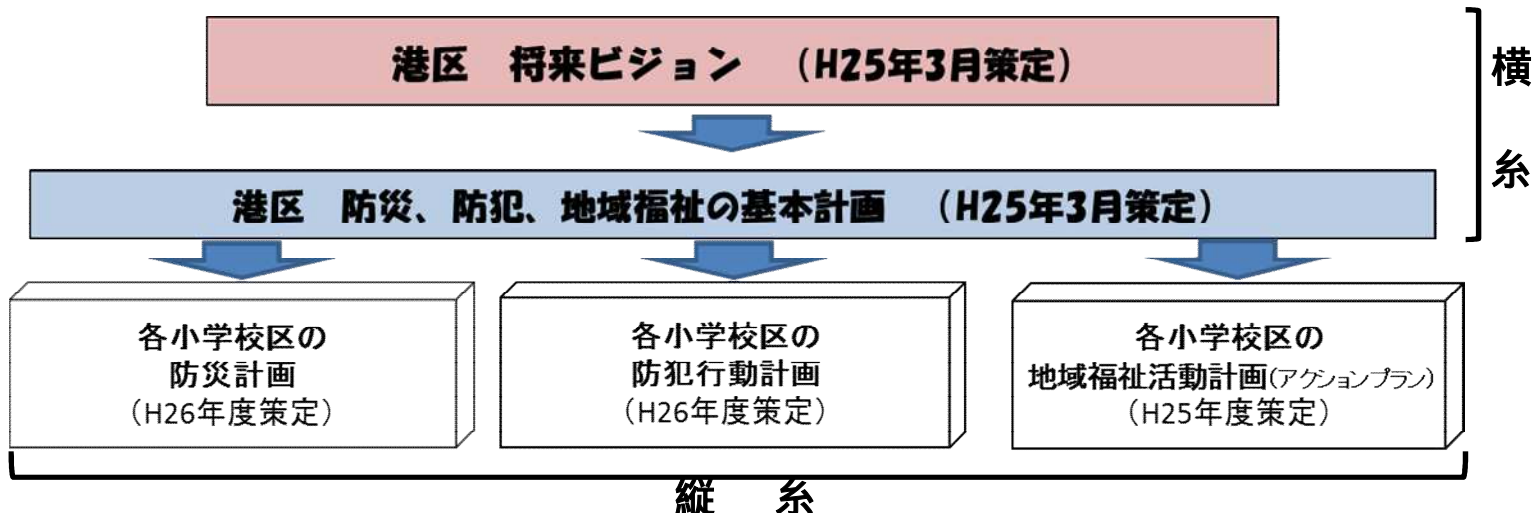 港区　将来ビジョン　（H25年3月策定）
港区　防災、防犯、地域福祉の基本計画　（H25年3月策定）
横糸
各小学校区の
防災計画
（H26年度策定）
各小学校区の
防犯行動計画
（H26年度策定）
各小学校区の
地域福祉活動計画(アクションプラン)
（H25年度策定）
縦　糸